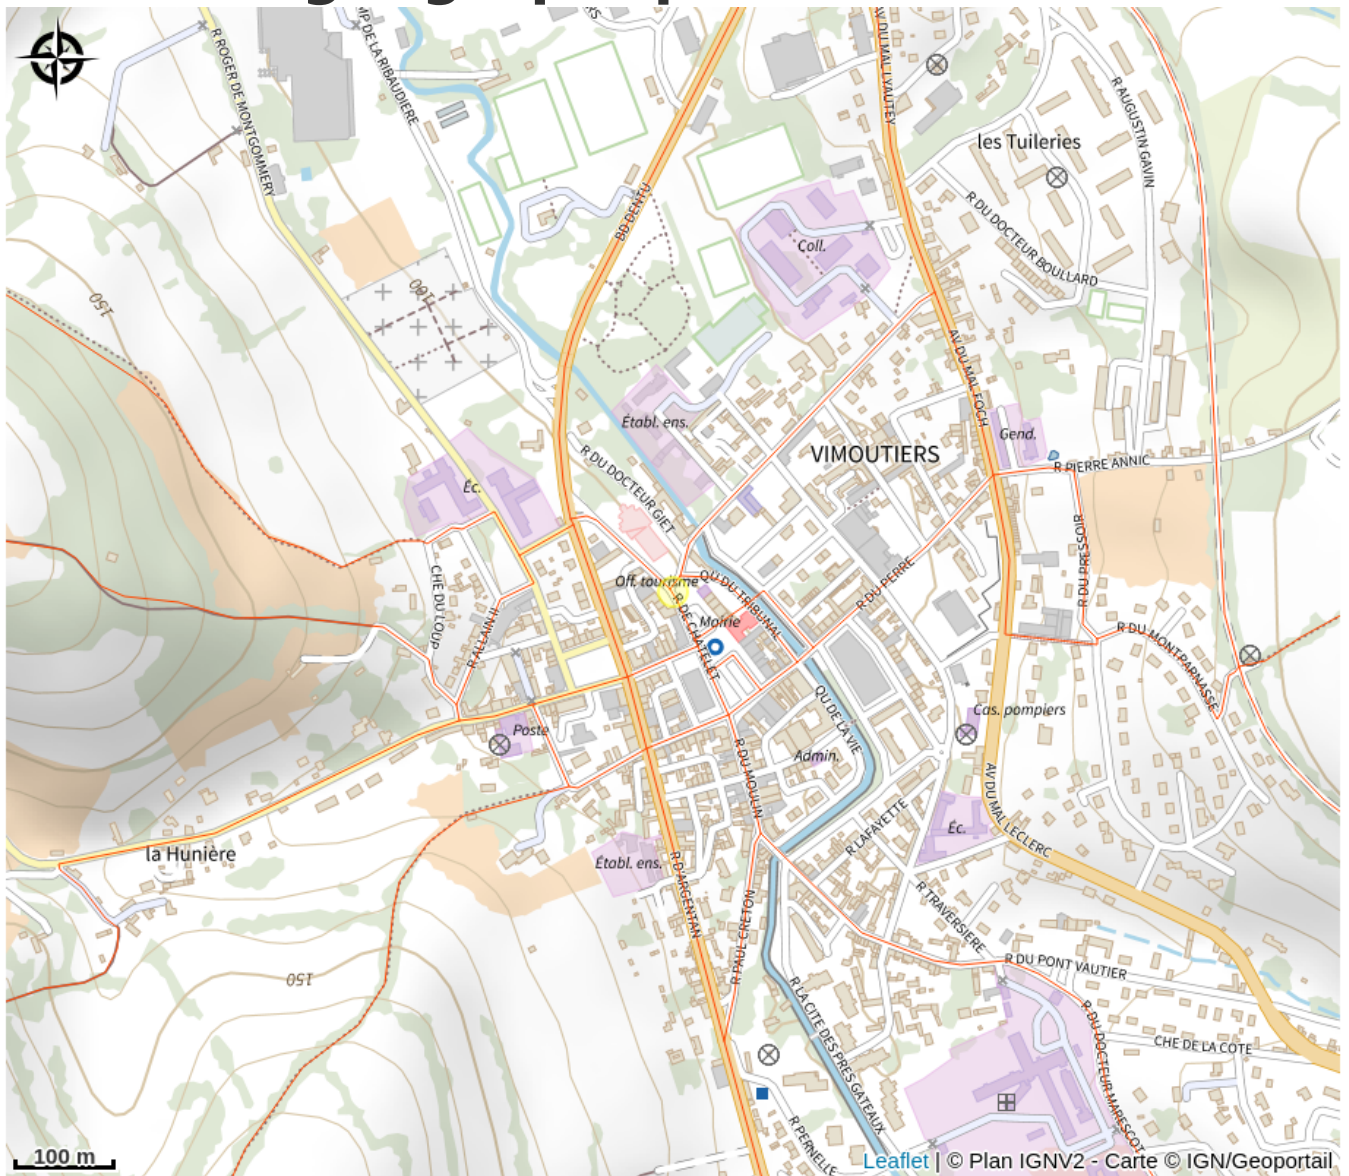 R ROGER DE MONTGOMMERY
MP DE LA RIBAUDIERE
RS
AV DU MAL LYAUTEY
R AUGUSTIN GAVIN
les Tuileries
BD DENTU
R DU DOCTEUR BOULLARD
Coll.
150
100
AV DU MAL FOCH
Établ. ens.
Gend.
VIMOUTIERS
R PIERRE ANNIC
R DU DOCTEUR GIET
Éc.
R DU PRESSOIR
Off. tourisme
QU DU TRIBUNAL
R DU PERRE
CHE DU LOUP
R ALLAIN II
R DE CHATELET
Mairie
R DU MONTPARNASSE
Poste
QU DE LA VIE
Cas. pompiers
R DU MOULIN
Admin.
AV DU MAL LECLERC
R LAFAYETTE
Éc.
la Hunière
Établ. ens.
R D'ARGENTAN
R TRAVERSIERE
R PAUL CRETON
R DU PONT VAUTIER
150
R LA CITE DES PRES GATEAUX
R DU DOCTEUR MARESCOT
CHE DE LA COTE
R PERNELLE
100 m
Leaflet | © Plan IGNV2 - Carte © IGN/Geoportail